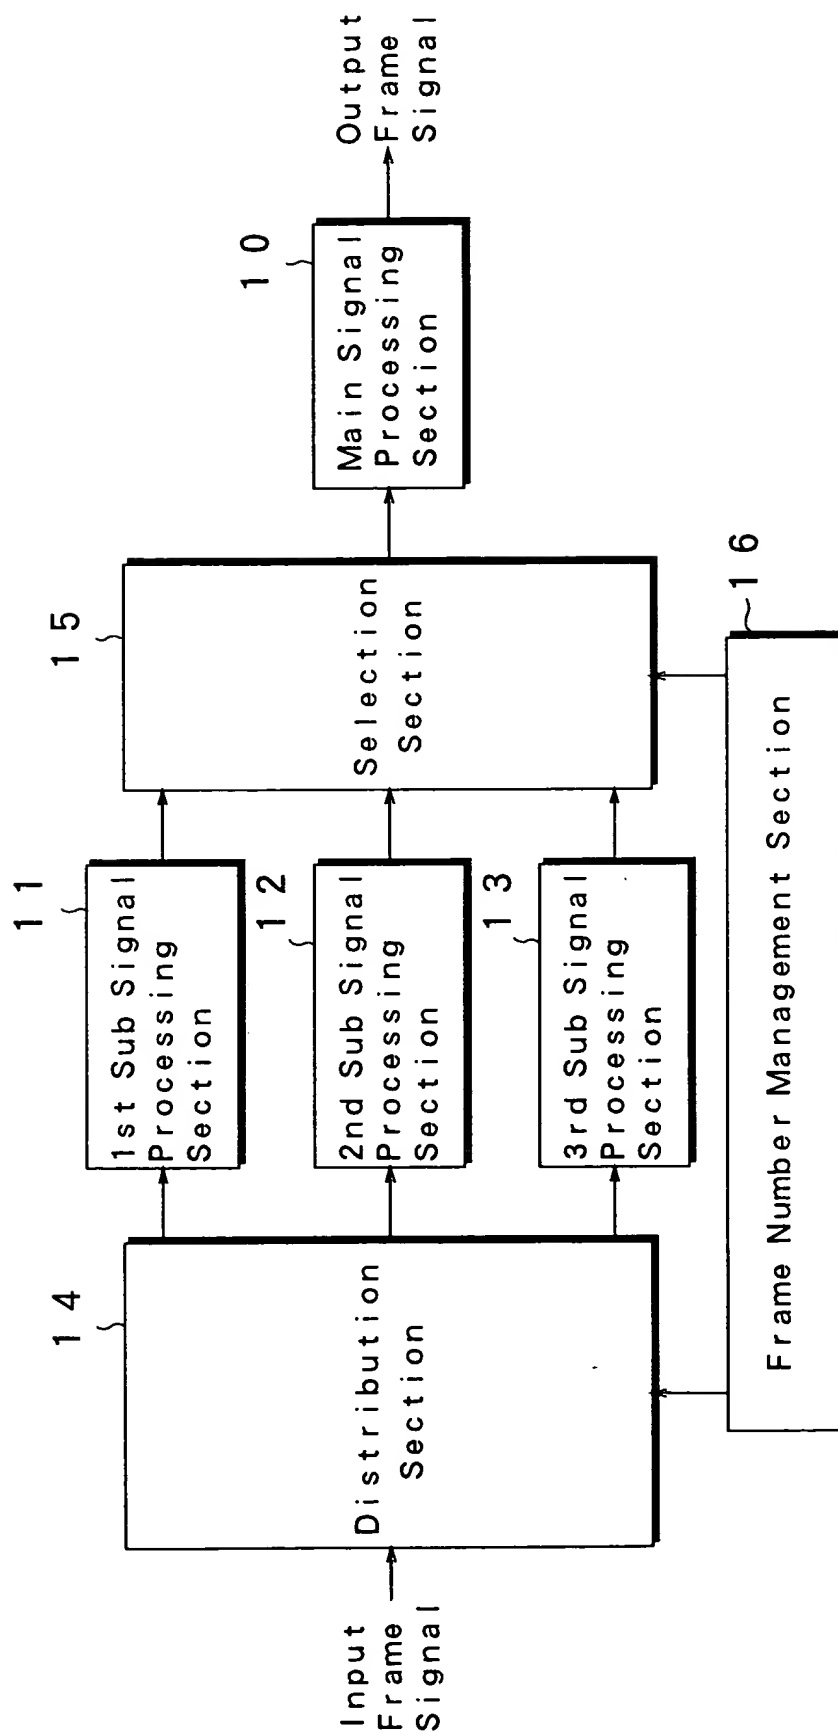 Input
Frame
Signal
14
Distribution
Section
11
1st Sub Signal
Processing
Section
12
2nd Sub Signal
Processing
Section
13
3rd Sub Signal
Processing
Section
15
Selection
Section
10
Main Signal
Processing
Section
Output
Frame
Signal
16
Frame Number Management Section